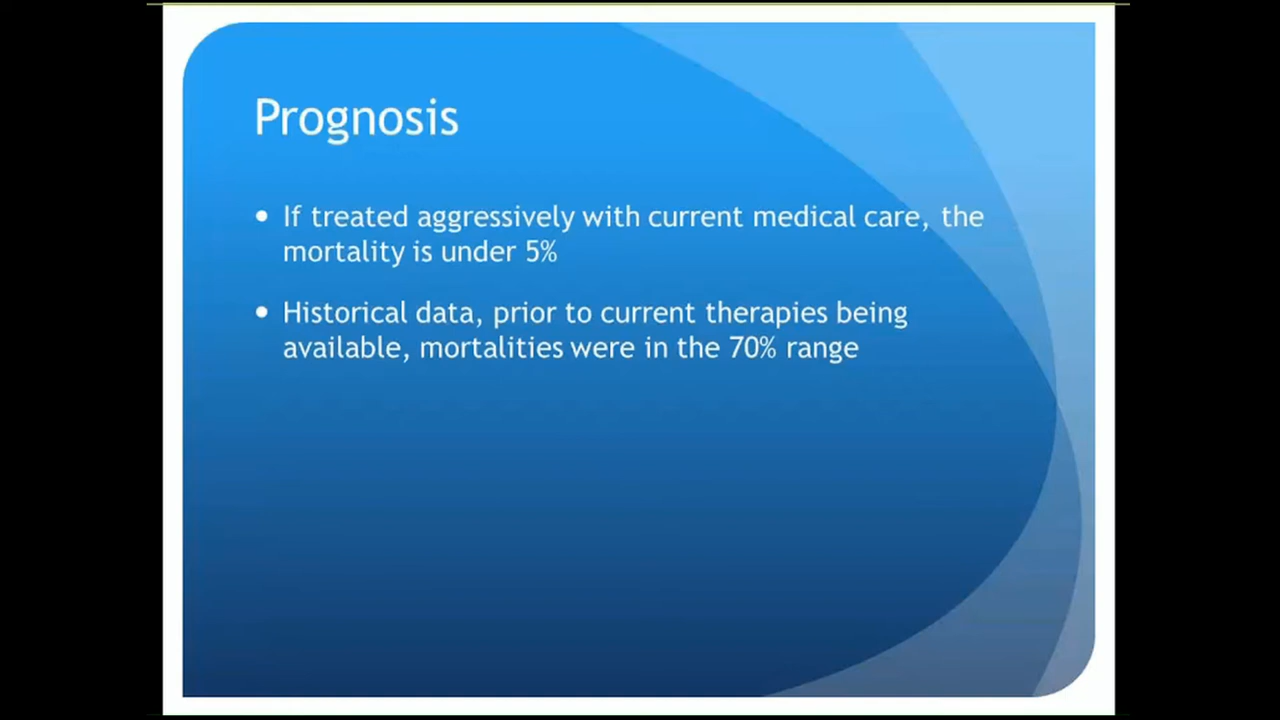 Prognosis
• If treated aggressively with current medical care, the
mortality is under 5%
• Historical data, prior to current therapies being
available, mortalities were in the 70% range